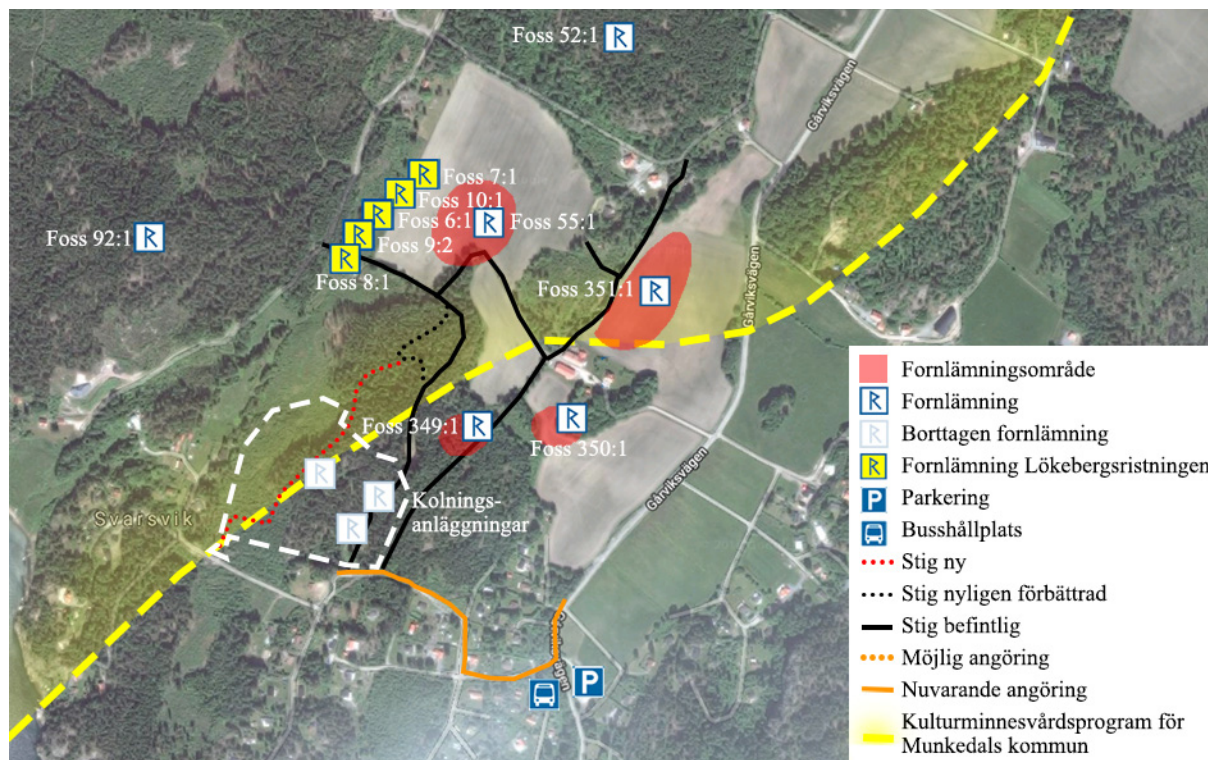 Foss 52:1
Gårviksvägen
Foss 7:1
Foss 10:1
Foss 6:1
Foss 55:1
Foss 92:1
Foss 9:2
Foss 8:1
Foss 351:1
Gårviksvägen
Foss 349:1
Foss 350:1
Gårviksvägen
Kolnings-
anläggningar
Svarsvik
P
Fornlämningsområde
Fornlämning
Borttagen fornlämning
Fornlämning Lökebergsristningen
P
Parkering
Busshållplats
Stig ny
Stig nyligen förbättrad
Stig befintlig
Möjlig angöring
Nuvarande angöring
Kulturminnesvårdsprogram för
Munkedals kommun